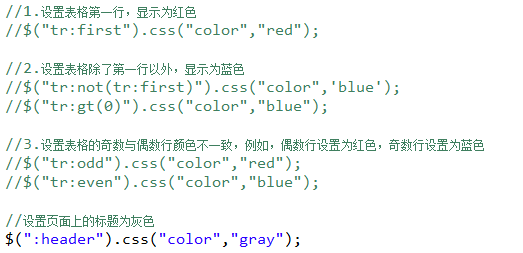 //1.设置表格第一行，显示为红色
//$("tr:first").css("color","red");
//2.设置表格除了第一行以外，显示为蓝色
//$("tr:not(tr:first)").css("color",'blue');
//$("tr:gt(0)").css("color","blue");
//3.设置表格的奇数与偶数行颜色不一致，例如，偶数行设置为红色，奇数行设置为蓝色
//$("tr:odd").css("color","red");
//$("tr:even").css("color","blue");
//设置页面上的标题为灰色
$(":header").css("color","gray");